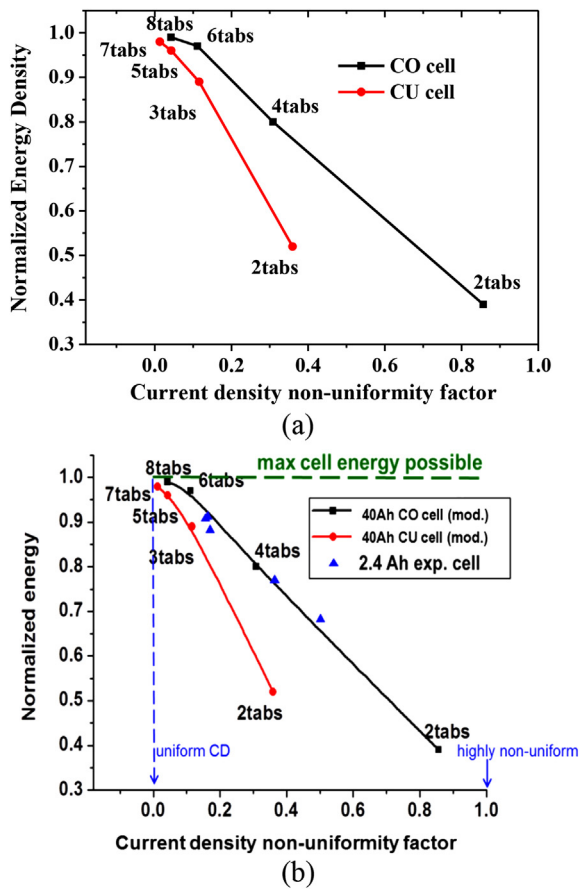 8tabs
6tabs
7tabs
5tabs
3tabs
4tabs
2tabs
2tabs
CO cell
CU cell
1.0
0.9
0.8
0.7
0.6
0.5
0.4
0.3
Normalized Energy Density
0.0 0.2 0.4 0.6 0.8 1.0
Current density non-uniformity factor
(a)
max cell energy possible
8tabs
6tabs
7tabs
5tabs
3tabs
4tabs
2tabs
2tabs
40Ah CO cell (mod.)
40Ah CU cell (mod.)
2.4 Ah exp. cell
uniform CD
highly non-uniform
1.0
0.9
0.8
0.7
0.6
0.5
0.4
0.3
Normalized energy
0.0 0.2 0.4 0.6 0.8 1.0
Current density non-uniformity factor
(b)